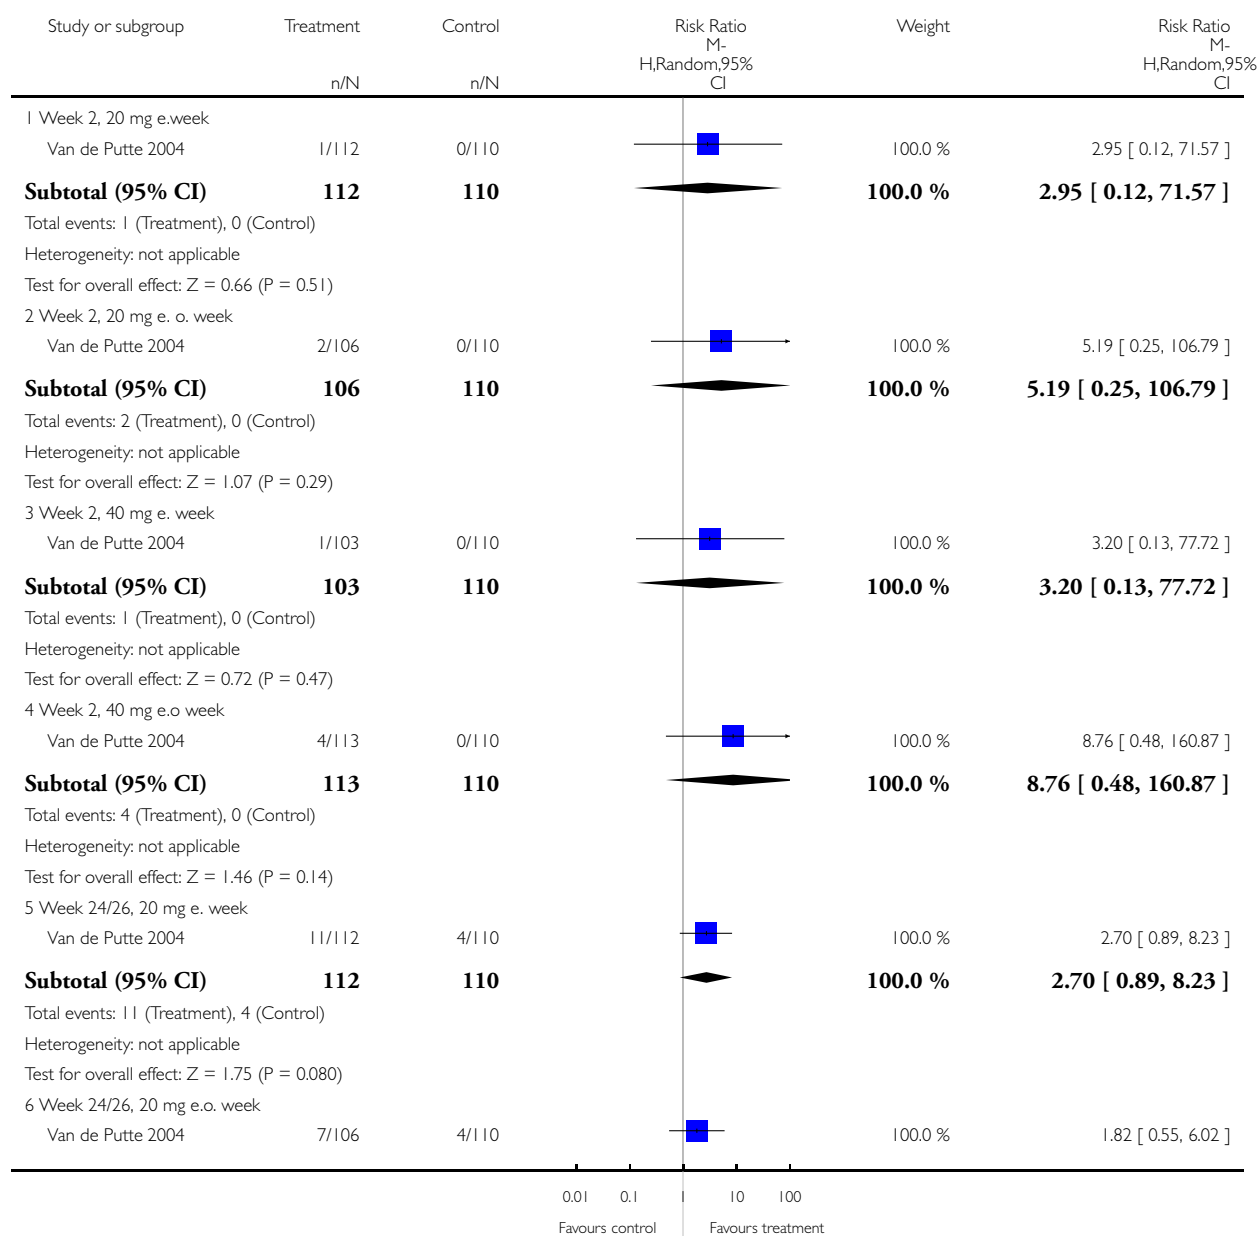 Study or subgroup Treatment Control Risk Ratio Weight Risk Ratio
M- M-
H,Random,95% H,Random,95%
n/N n/N CI CI
1 Week 2, 20 mg e.week
Van de Putte 2004 1/112 0/110 100.0 % 2.95 [ 0.12, 71.57 ]
Subtotal (95% CI) 112 110 100.0 % 2.95 [ 0.12, 71.57 ]
Total events: 1 (Treatment), 0 (Control)
Heterogeneity: not applicable
Test for overall effect: Z = 0.66 (P = 0.51)
2 Week 2, 20 mg e. o. week
Van de Putte 2004 2/106 0/110 100.0 % 5.19 [ 0.25, 106.79 ]
Subtotal (95% CI) 106 110 100.0 % 5.19 [ 0.25, 106.79 ]
Total events: 2 (Treatment), 0 (Control)
Heterogeneity: not applicable
Test for overall effect: Z = 1.07 (P = 0.29)
3 Week 2, 40 mg e. week
Van de Putte 2004 1/103 0/110 100.0 % 3.20 [ 0.13, 77.72 ]
Subtotal (95% CI) 103 110 100.0 % 3.20 [ 0.13, 77.72 ]
Total events: 1 (Treatment), 0 (Control)
Heterogeneity: not applicable
Test for overall effect: Z = 0.72 (P = 0.47)
4 Week 2, 40 mg e.o week
Van de Putte 2004 4/113 0/110 100.0 % 8.76 [ 0.48, 160.87 ]
Subtotal (95% CI) 113 110 100.0 % 8.76 [ 0.48, 160.87 ]
Total events: 4 (Treatment), 0 (Control)
Heterogeneity: not applicable
Test for overall effect: Z = 1.46 (P = 0.14)
5 Week 24/26, 20 mg e. week
Van de Putte 2004 11/112 4/110 100.0 % 2.70 [ 0.89, 8.23 ]
Subtotal (95% CI) 112 110 100.0 % 2.70 [ 0.89, 8.23 ]
Total events: 11 (Treatment), 4 (Control)
Heterogeneity: not applicable
Test for overall effect: Z = 1.75 (P = 0.080)
6 Week 24/26, 20 mg e.o. week
Van de Putte 2004 7/106 4/110 100.0 % 1.82 [ 0.55, 6.02 ]
0.01 0.1 1 10 100
Favours control Favours treatment